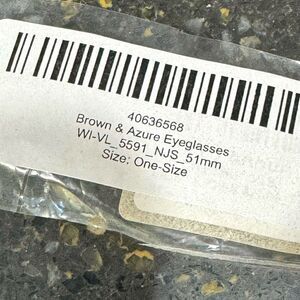 40636568
Brown & Azure Eyeglasses
WI-VL_5591_NJS_51mm
Size: One-Size